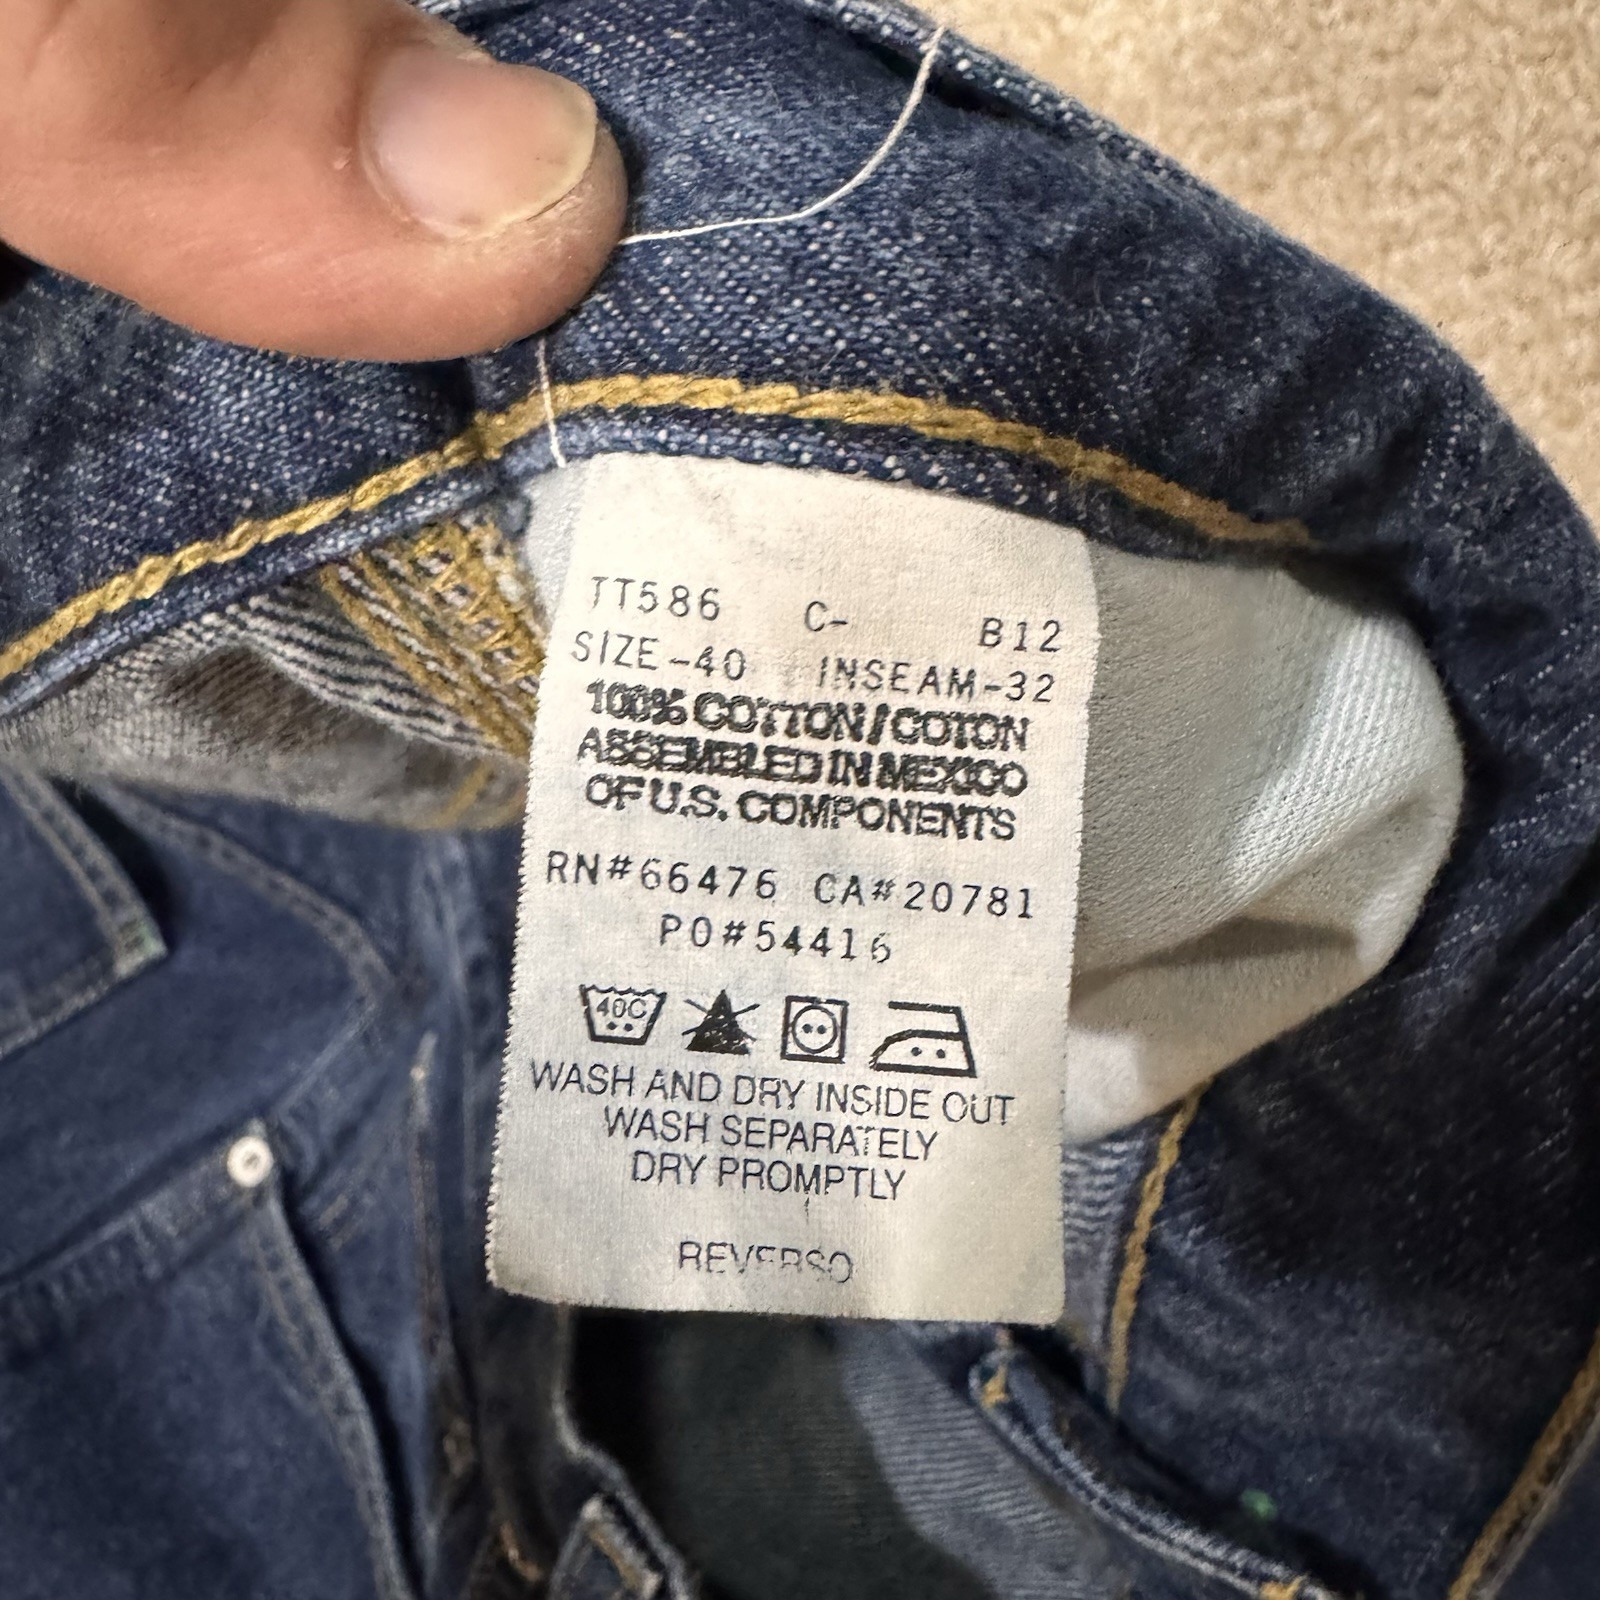 TT586 C- B12
SIZE-40 INSEAM-32
100% COTTON/COTON
ASSEMBLED IN MEXICO
OF U.S. COMPONENTS
RN#66476 CA#20781
PO#54416
40C
WASH AND DRY INSIDE OUT
WASH SEPARATELY
DRY PROMPTLY
REVERSO